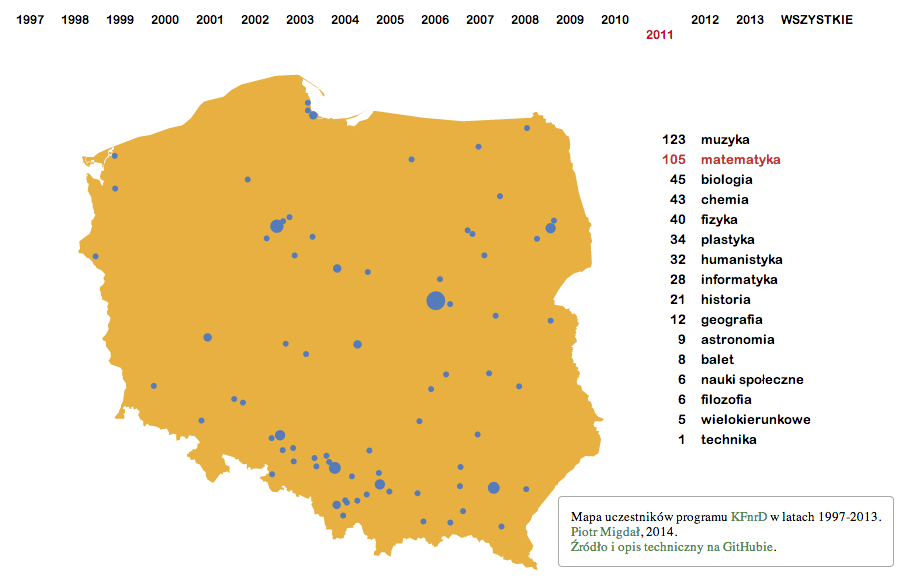 1997 1998 1999 2000 2001 2002 2003 2004 2005 2006 2007 2008 2009 2010 2012 2013 WSZYSTKIE
2011
123 muzyka
105 matematyka
45 biologia
43 chemia
40 fizyka
34 plastyka
32 humanistyka
28 informatyka
21 historia
12 geografia
9 astronomia
8 balet
6 nauki społeczne
6 filozofia
5 wielokierunkowe
1 technika
Mapa uczestników programu KFnrD w latach 1997-2013.
Piotr Migdał, 2014.
Źródło i opis techniczny na GitHubie.